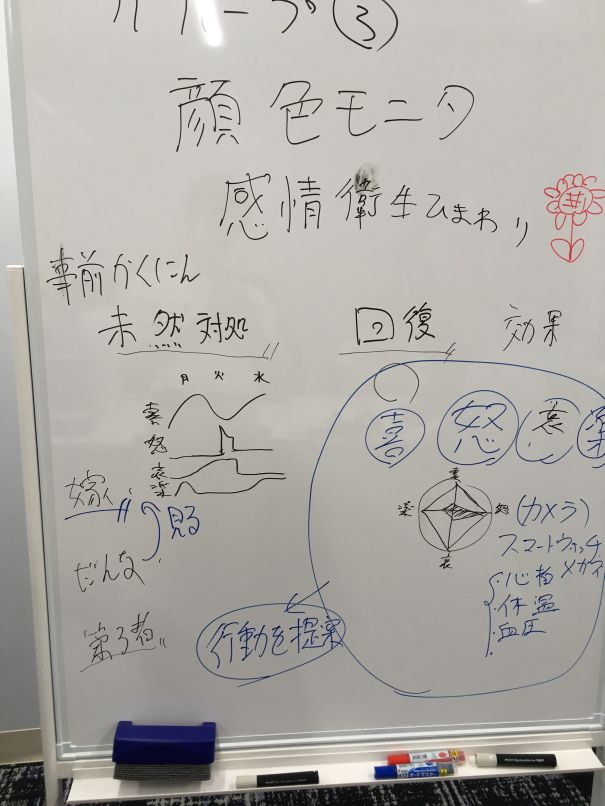 グループ③
顔色モニタ
感情衛生ひまわり
事前かくにん
未然対処
回復
効果
月 火 水
喜
怒
哀
楽
喜 怒 哀 楽
喜
楽 怒
哀
嫁
見る
だんな
第3者
行動を提案
(カメラ)
スマートウォッチ
メガネ
・心拍
・体温
・血圧